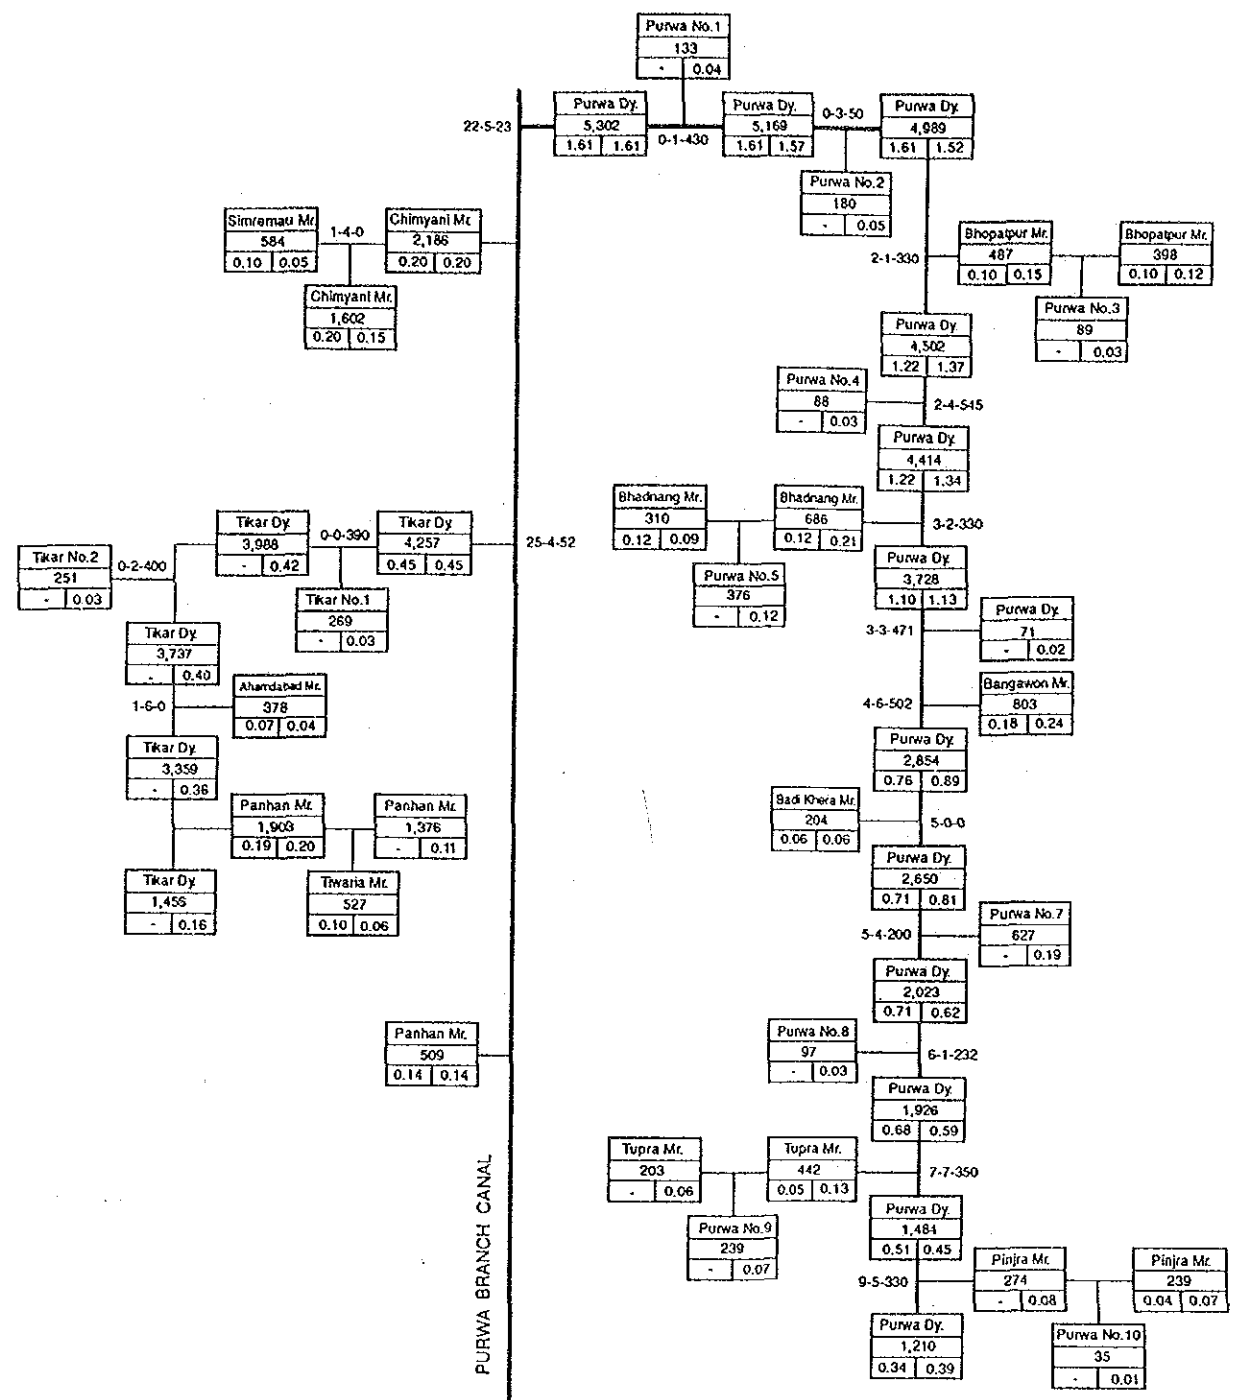 Purwa No.1
133
- 0.04
22-5-23
Purwa Dy.
5,302
1.61 1.61
0-1-430
Purwa Dy.
5,169
1.61 1.57
0-3-50
Purwa Dy.
4,989
1.61 1.52
Purwa No.2
180
- 0.05
Simremau Mr.
584
0.10 0.05
1-4-0
Chimyani Mr.
2,186
0.20 0.20
Chimyani Mr.
1,602
0.20 0.15
2-1-330
Bhopatpur Mr.
487
0.10 0.15
Bhopatpur Mr.
398
0.10 0.12
Purwa No.3
89
- 0.03
Purwa Dy.
4,502
1.22 1.37
Purwa No.4
88
- 0.03
2-4-545
Purwa Dy.
4,414
1.22 1.34
Bhadnang Mr.
310
0.12 0.09
Bhadnang Mr.
686
0.12 0.21
3-2-330
Purwa No.5
376
- 0.12
Purwa Dy.
3,728
1.10 1.13
Tikar No.2
251
- 0.03
0-2-400
Tikar Dy.
3,988
- 0.42
0-0-390
Tikar Dy.
4,257
0.45 0.45
25-4-52
Tikar No.1
269
- 0.03
Tikar Dy.
3,737
- 0.40
3-3-471
Purwa Dy.
71
- 0.02
1-6-0
Ahamdabad Mr.
378
0.07 0.04
4-6-502
Bangawon Mr.
803
0.18 0.24
Tikar Dy.
3,359
- 0.36
Purwa Dy.
2,854
0.76 0.89
Panhan Mr.
1,903
0.19 0.20
Panhan Mr.
1,376
- 0.11
Badi Khera Mr.
204
0.06 0.06
5-0-0
Tikar Dy.
1,456
- 0.16
Tiwaria Mr.
527
0.10 0.06
Purwa Dy.
2,650
0.71 0.81
5-4-200
Purwa No.7
627
- 0.19
Purwa Dy.
2,023
0.71 0.62
Panhan Mr.
509
0.14 0.14
Purwa No.8
97
- 0.03
6-1-232
Purwa Dy.
1,926
0.68 0.59
Tupra Mr.
203
- 0.06
Tupra Mr.
442
0.05 0.13
7-7-350
Purwa No.9
239
- 0.07
Purwa Dy.
1,484
0.51 0.45
9-5-330
Pinjra Mr.
274
- 0.08
Pinjra Mr.
239
0.04 0.07
Purwa No.10
35
- 0.01
Purwa Dy.
1,210
0.34 0.39
PURWA BRANCH CANAL